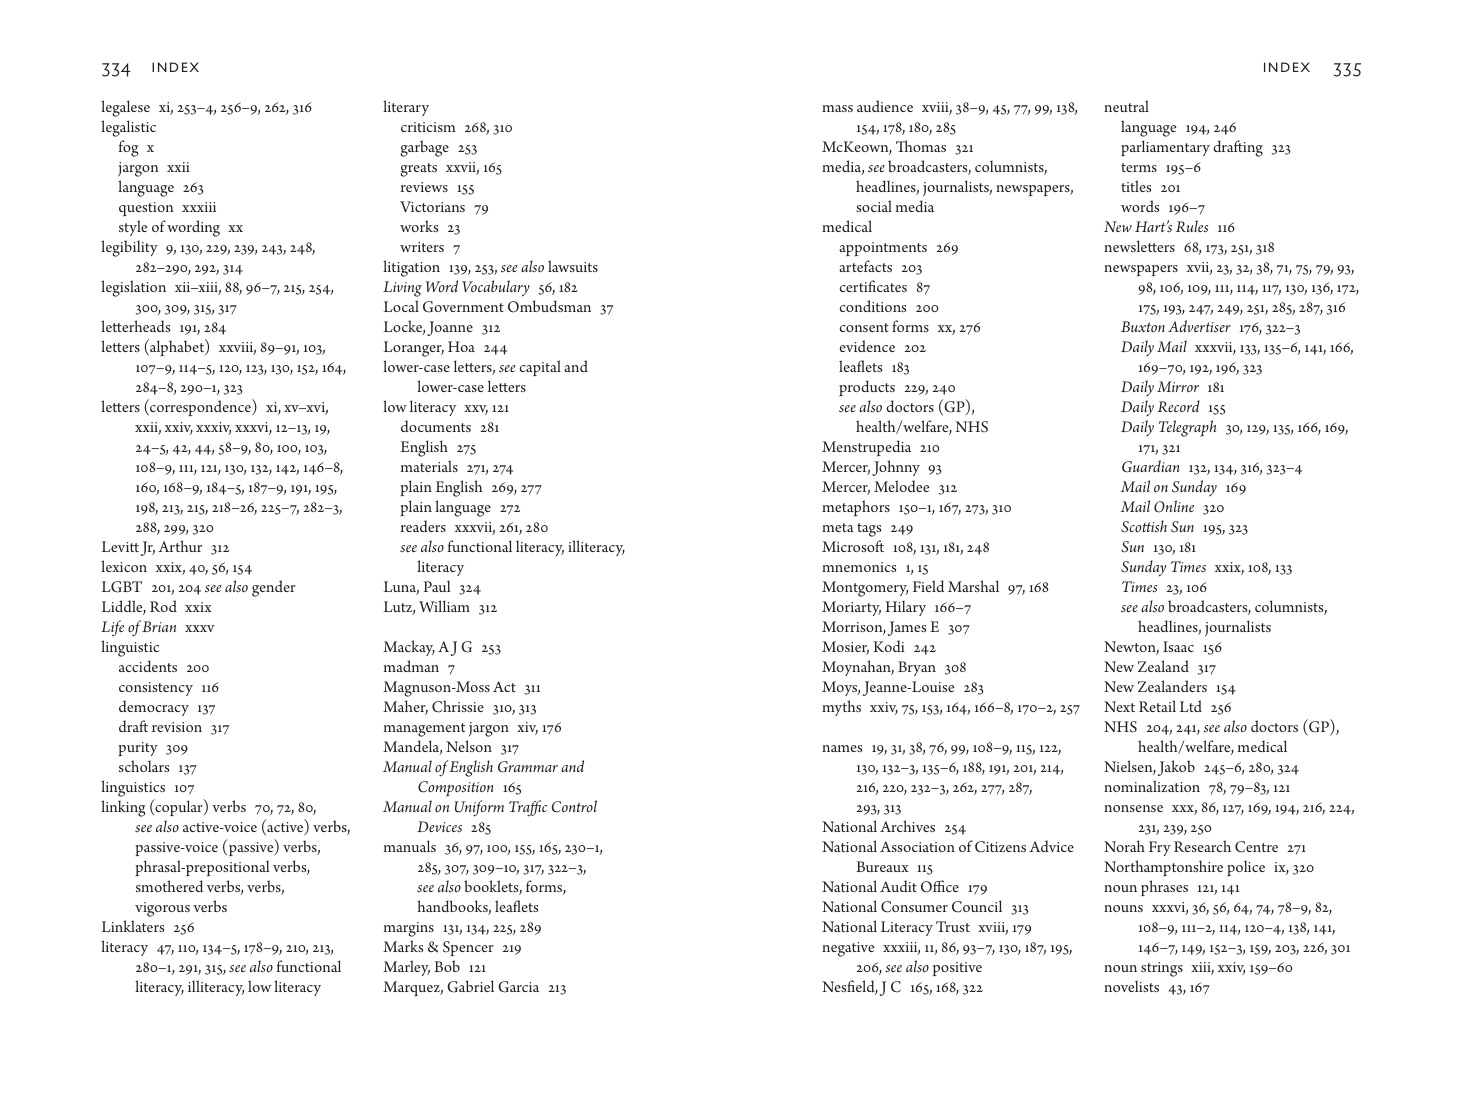 334 INDEX
legalese xi, 253–4, 256–9, 262, 316
legalistic
fog x
jargon xxii
language 263
question xxxiii
style of wording xx
legibility 9, 130, 229, 239, 243, 248,
282–290, 292, 314
legislation xii–xiii, 88, 96–7, 215, 254,
300, 309, 315, 317
letterheads 191, 284
letters (alphabet) xxviii, 89–91, 103,
107–9, 114–5, 120, 123, 130, 152, 164,
284–8, 290–1, 323
letters (correspondence) xi, xv–xvi,
xxii, xxiv, xxxiv, xxxvi, 12–13, 19,
24–5, 42, 44, 58–9, 80, 100, 103,
108–9, 111, 121, 130, 132, 142, 146–8,
160, 168–9, 184–5, 187–9, 191, 195,
198, 213, 215, 218–26, 225–7, 282–3,
288, 299, 320
Levitt Jr, Arthur 312
lexicon xxix, 40, 56, 154
LGBT 201, 204 see also gender
Liddle, Rod xxix
Life of Brian xxxv
linguistic
accidents 200
consistency 116
democracy 137
draft revision 317
purity 309
scholars 137
linguistics 107
linking (copular) verbs 70, 72, 80,
see also active-voice (active) verbs,
passive-voice (passive) verbs,
phrasal-prepositional verbs,
smothered verbs, verbs,
vigorous verbs
Linklaters 256
literacy 47, 110, 134–5, 178–9, 210, 213,
280–1, 291, 315, see also functional
literacy, illiteracy, low literacy
literary
criticism 268, 310
garbage 253
greats xxvii, 165
reviews 155
Victorians 79
works 23
writers 7
litigation 139, 253, see also lawsuits
Living Word Vocabulary 56, 182
Local Government Ombudsman 37
Locke, Joanne 312
Loranger, Hoa 244
lower-case letters, see capital and
lower-case letters
low literacy xxv, 121
documents 281
English 275
materials 271, 274
plain English 269, 277
plain language 272
readers xxxvii, 261, 280
see also functional literacy, illiteracy,
literacy
Luna, Paul 324
Lutz, William 312
Mackay, A J G 253
madman 7
Magnuson-Moss Act 311
Maher, Chrissie 310, 313
management jargon xiv, 176
Mandela, Nelson 317
Manual of English Grammar and
Composition 165
Manual on Uniform Traffic Control
Devices 285
manuals 36, 97, 100, 155, 165, 230–1,
285, 307, 309–10, 317, 322–3,
see also booklets, forms,
handbooks, leaflets
margins 131, 134, 225, 289
Marks & Spencer 219
Marley, Bob 121
Marquez, Gabriel Garcia 213
INDEX 335
mass audience xviii, 38–9, 45, 77, 99, 138,
154, 178, 180, 285
McKeown, Thomas 321
media, see broadcasters, columnists,
headlines, journalists, newspapers,
social media
medical
appointments 269
artefacts 203
certificates 87
conditions 200
consent forms xx, 276
evidence 202
leaflets 183
products 229, 240
see also doctors (GP),
health/welfare, NHS
Menstrupedia 210
Mercer, Johnny 93
Mercer, Melodee 312
metaphors 150–1, 167, 273, 310
meta tags 249
Microsoft 108, 131, 181, 248
mnemonics 1, 15
Montgomery, Field Marshal 97, 168
Moriarty, Hilary 166–7
Morrison, James E 307
Mosier, Kodi 242
Moynahan, Bryan 308
Moys, Jeanne-Louise 283
myths xxiv, 75, 153, 164, 166–8, 170–2, 257
names 19, 31, 38, 76, 99, 108–9, 115, 122,
130, 132–3, 135–6, 188, 191, 201, 214,
216, 220, 232–3, 262, 277, 287,
293, 313
National Archives 254
National Association of Citizens Advice
Bureaux 115
National Audit Office 179
National Consumer Council 313
National Literacy Trust xviii, 179
negative xxxiii, 11, 86, 93–7, 130, 187, 195,
206, see also positive
Nesfield, J C 165, 168, 322
neutral
language 194, 246
parliamentary drafting 323
terms 195–6
titles 201
words 196–7
New Hart's Rules 116
newsletters 68, 173, 251, 318
newspapers xvii, 23, 32, 38, 71, 75, 79, 93,
98, 106, 109, 111, 114, 117, 130, 136, 172,
175, 193, 247, 249, 251, 285, 287, 316
Buxton Advertiser 176, 322–3
Daily Mail xxxvii, 133, 135–6, 141, 166,
169–70, 192, 196, 323
Daily Mirror 181
Daily Record 155
Daily Telegraph 30, 129, 135, 166, 169,
171, 321
Guardian 132, 134, 316, 323–4
Mail on Sunday 169
Mail Online 320
Scottish Sun 195, 323
Sun 130, 181
Sunday Times xxix, 108, 133
Times 23, 106
see also broadcasters, columnists,
headlines, journalists
Newton, Isaac 156
New Zealand 317
New Zealanders 154
Next Retail Ltd 256
NHS 204, 241, see also doctors (GP),
health/welfare, medical
Nielsen, Jakob 245–6, 280, 324
nominalization 78, 79–83, 121
nonsense xxx, 86, 127, 169, 194, 216, 224,
231, 239, 250
Norah Fry Research Centre 271
Northamptonshire police ix, 320
noun phrases 121, 141
nouns xxxvi, 36, 56, 64, 74, 78–9, 82,
108–9, 111–2, 114, 120–4, 138, 141,
146–7, 149, 152–3, 159, 203, 226, 301
noun strings xiii, xxiv, 159–60
novelists 43, 167